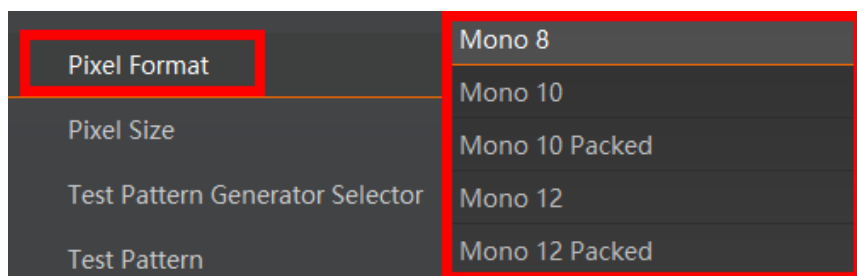 Pixel Format
Pixel Size
Test Pattern Generator Selector
Test Pattern
Mono 8
Mono 10
Mono 10 Packed
Mono 12
Mono 12 Packed